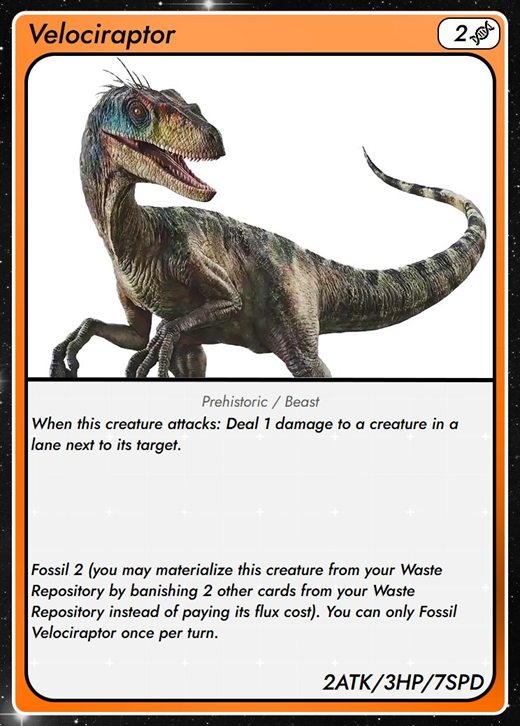 Velociraptor
2
Prehistoric / Beast
When this creature attacks: Deal 1 damage to a creature in a
lane next to its target.
Fossil 2 (you may materialize this creature from your Waste
Repository by banishing 2 other cards from your Waste
Repository instead of paying its flux cost). You can only Fossil
Velociraptor once per turn.
2ATK/3HP/7SPD